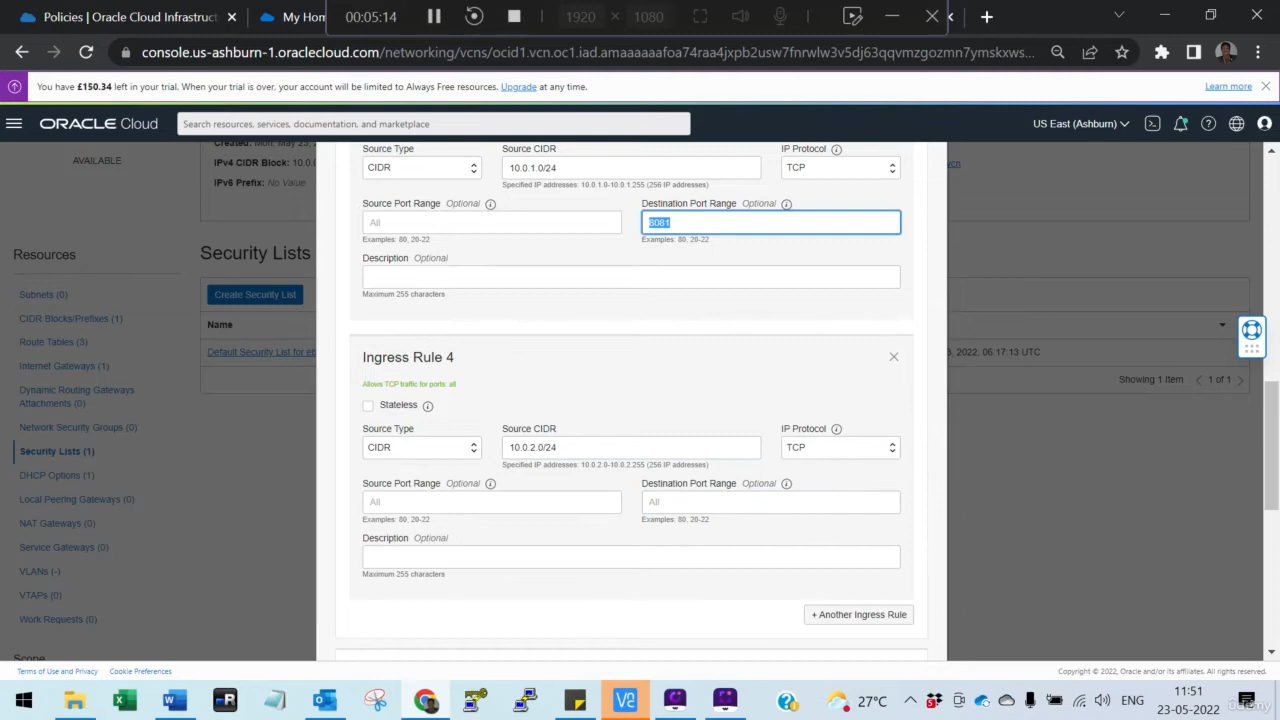 Policies | Oracle Cloud Infrastruct
My Hom
00:05:14
1920 × 1080
console.us-ashburn-1.oraclecloud.com/networking/vcns/ocid1.vcn.oc1.iad.
You have £150.34 left in your trial. When your trial is over, your account will be limited to Always Free resources. Upgrade at any time.
Learn more
ORACLE Cloud
Search resources, services, documentation, and marketplace
US East (Ashburn)
AVAILABLE
Created: Mon, May 23,
IPv4 CIDR Block: 10.0.0
IPv6 Prefix: No Value
vcn
Source Type
Source CIDR
IP Protocol
CIDR
10.0.1.0/24
TCP
Specified IP addresses: 10.0.1.0-10.0.1.255 (256 IP addresses)
Source Port Range Optional
Destination Port Range Optional
All
8081
Examples: 80, 20-22
Examples: 80, 20-22
Description Optional
Maximum 255 characters
Resources
Subnets (0)
CIDR Blocks/Prefixes (1)
Route Tables (3)
Internet Gateways (1)
Dynamic Routing Gateways
Attachments (0)
Network Security Groups (0)
Security Lists (1)
DHCP Options (1)
Local Peering Gateways (0)
NAT Gateways (0)
Service Gateways (0)
VLANs (-)
VTAPs (0)
Work Requests (0)
Scope
Security Lists
Create Security List
Name
Default Security List for
3, 2022, 06:17:13 UTC
Showing 1 Item
1 of 1
Ingress Rule 4
Allows TCP traffic for ports: all
Stateless
Source Type
Source CIDR
IP Protocol
CIDR
10.0.2.0/24
TCP
Specified IP addresses: 10.0.2.0-10.0.2.255 (256 IP addresses)
Source Port Range Optional
Destination Port Range Optional
All
All
Examples: 80, 20-22
Examples: 80, 20-22
Description Optional
Maximum 255 characters
+ Another Ingress Rule
Terms of Use and Privacy
Cookie Preferences
Copyright © 2022, Oracle and/or its affiliates. All rights reserved.
27°C
ENG
11:51
23-05-2022
udemy